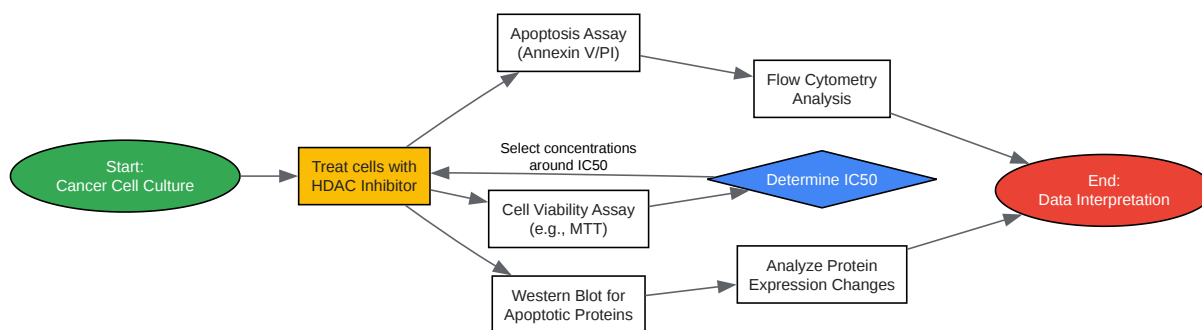 Start:
Cancer Cell Culture
Treat cells with
HDAC Inhibitor
Apoptosis Assay
(Annexin V/PI)
Flow Cytometry
Analysis
Select concentrations
around IC50
Determine IC50
Cell Viability Assay
(e.g., MTT)
Western Blot for
Apoptotic Proteins
Analyze Protein
Expression Changes
End:
Data Interpretation